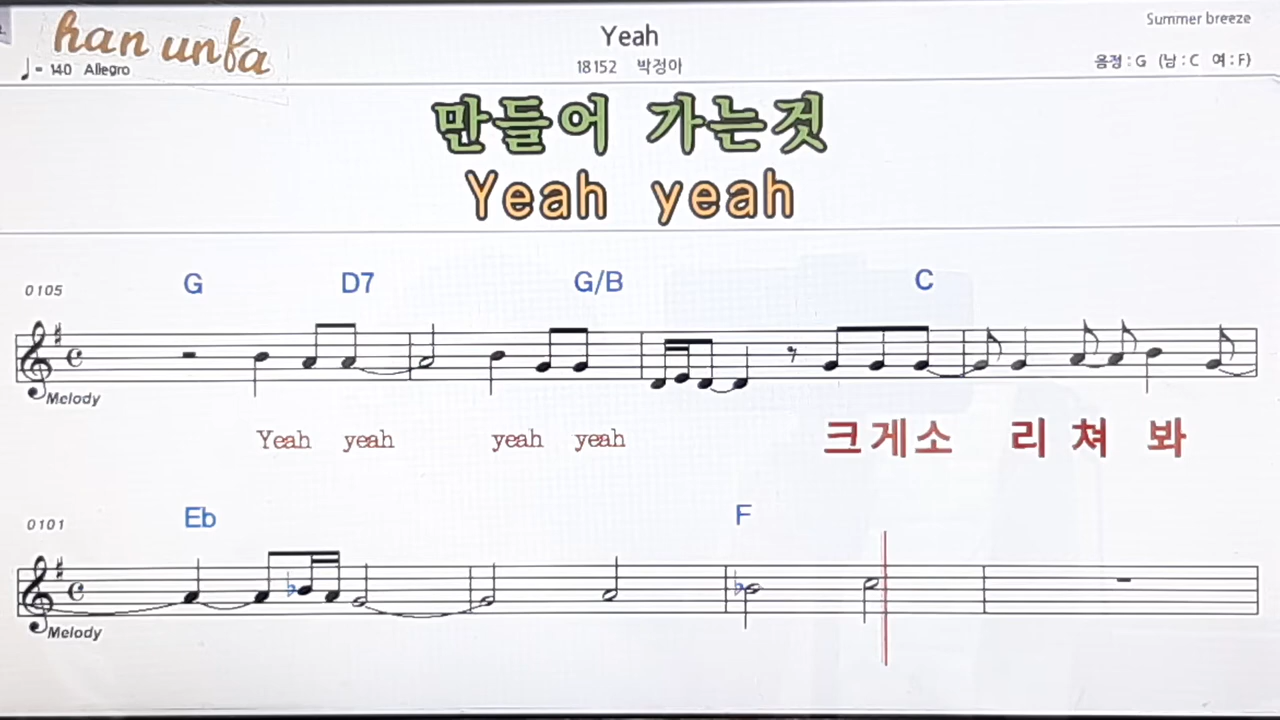 han unfa
Yeah
Summer breeze
♩= 140 Allegro
18152 박정아
음정 : G (남 : C 여 : F)
만들어 가는것
Yeah yeah
G D7 G/B C
0105
Melody
Yeah yeah yeah yeah 크게소 리 쳐 봐
Eb F
0101
Melody